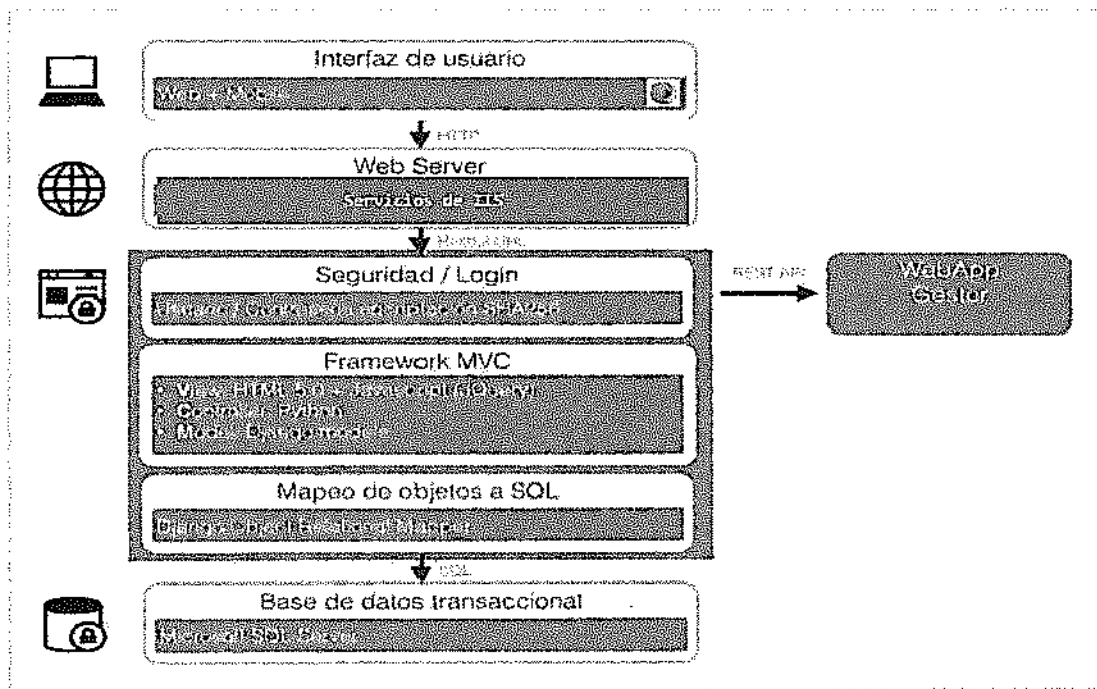 Interfaz de usuario
Web + Mobile
HTTP
Web Server
Servicios de IIS
Seguridad / Login
REST API
WebApp
Gestor
Framework MVC
• View: HTML 5.0 + Javascript (jQuery)
• Controller: Python
• Model: Django models
Mapeo de objetos a SQL
Django Object Relational Mapper
SQL
Base de datos transaccional
Microsoft SQL Server